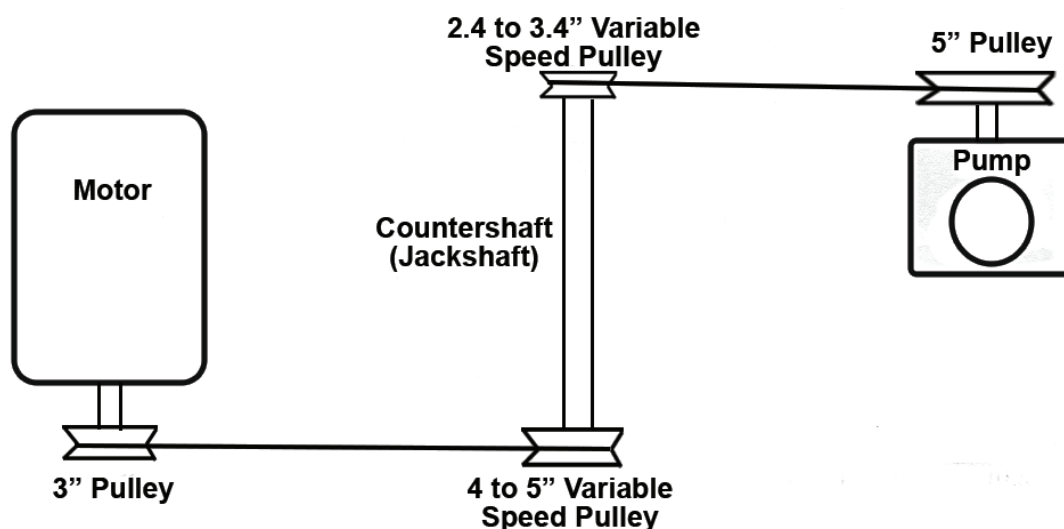 2.4 to 3.4” Variable
Speed Pulley
5” Pulley
Motor
Pump
Countershaft
(Jackshaft)
3” Pulley
4 to 5” Variable
Speed Pulley